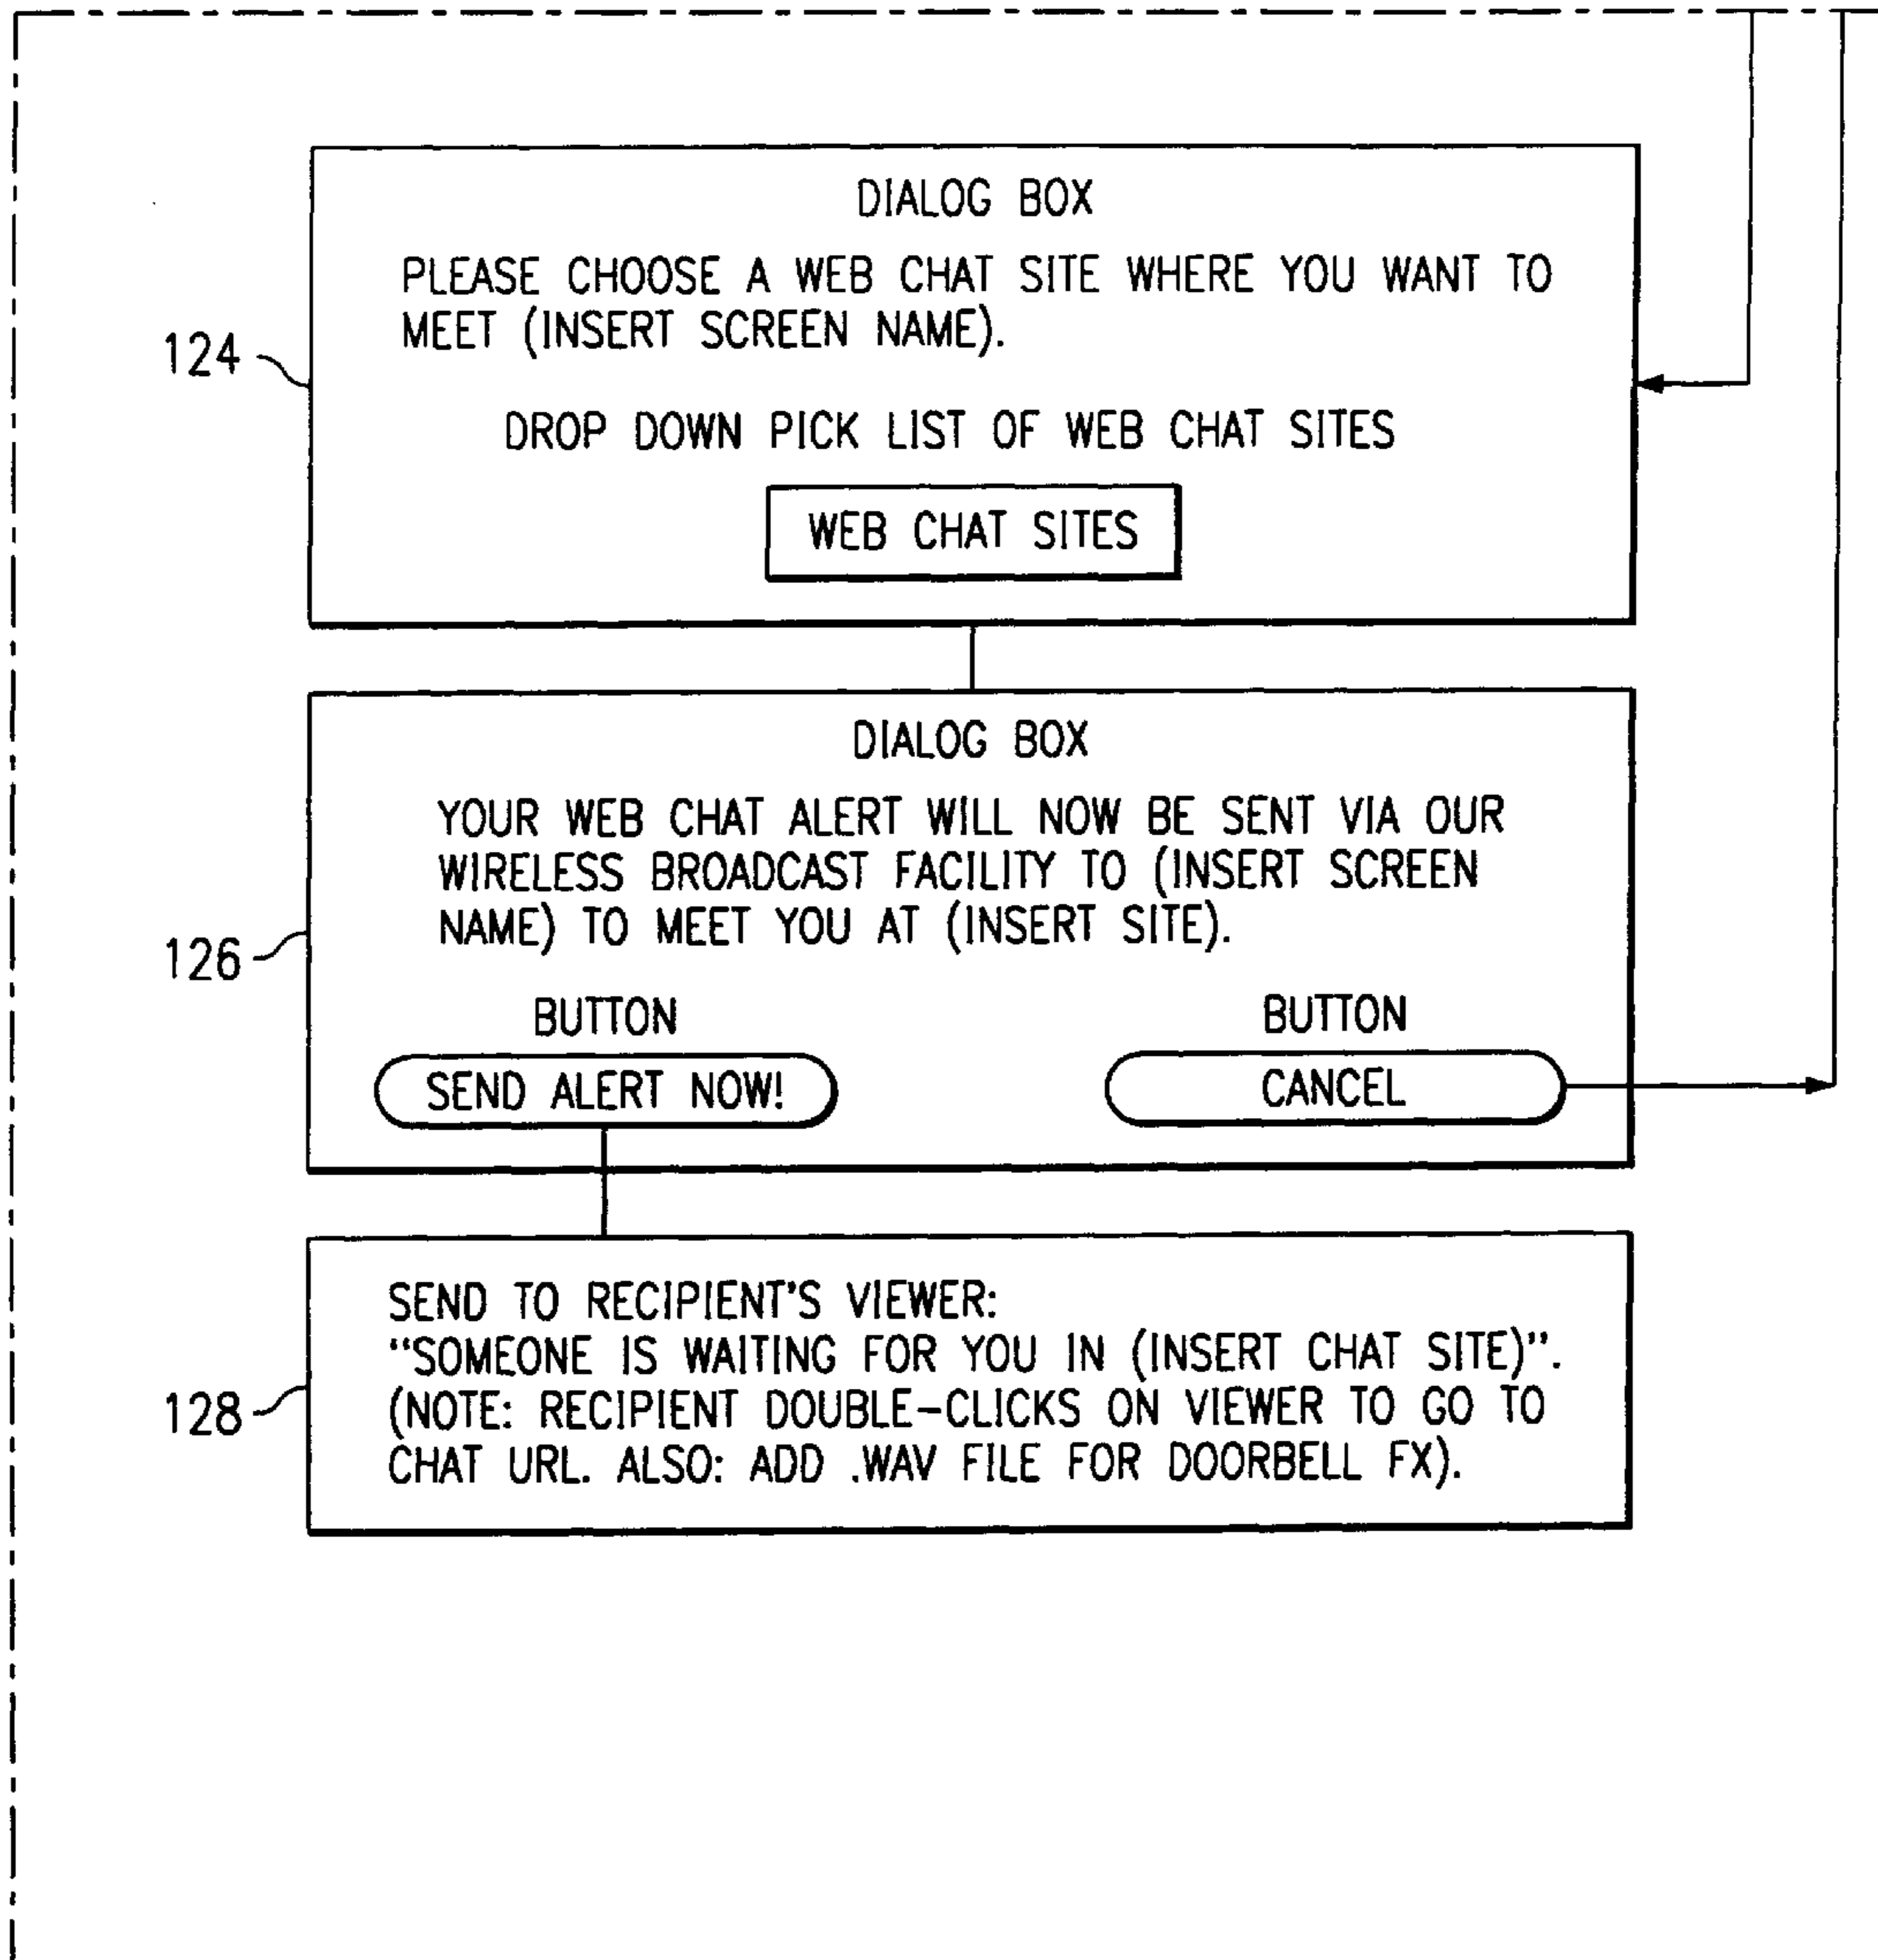 DIALOG BOX
PLEASE CHOOSE A WEB CHAT SITE WHERE YOU WANT TO
MEET (INSERT SCREEN NAME).
124
DROP DOWN PICK LIST OF WEB CHAT SITES
WEB CHAT SITES
DIALOG BOX
YOUR WEB CHAT ALERT WILL NOW BE SENT VIA OUR
WIRELESS BROADCAST FACILITY TO (INSERT SCREEN
NAME) TO MEET YOU AT (INSERT SITE).
126
BUTTON BUTTON
SEND ALERT NOW! CANCEL
SEND TO RECIPIENT'S VIEWER:
"SOMEONE IS WAITING FOR YOU IN (INSERT CHAT SITE)".
128
(NOTE: RECIPIENT DOUBLE-CLICKS ON VIEWER TO GO TO
CHAT URL. ALSO: ADD .WAV FILE FOR DOORBELL FX).